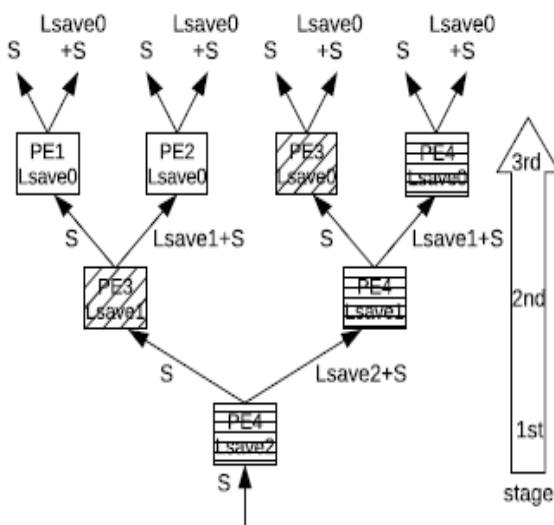 Lsave0 Lsave0 Lsave0 Lsave0
S +S S +S S +S S +S
PE1 PE2 PE3 PE4 3rd
Lsave0 Lsave0 Lsave0 Lsave0
S Lsave1+S S Lsave1+S
PE3 PE4 2nd
Lsave1 Lsave1
S Lsave2+S
PE4 1st
Lsave2
S stage